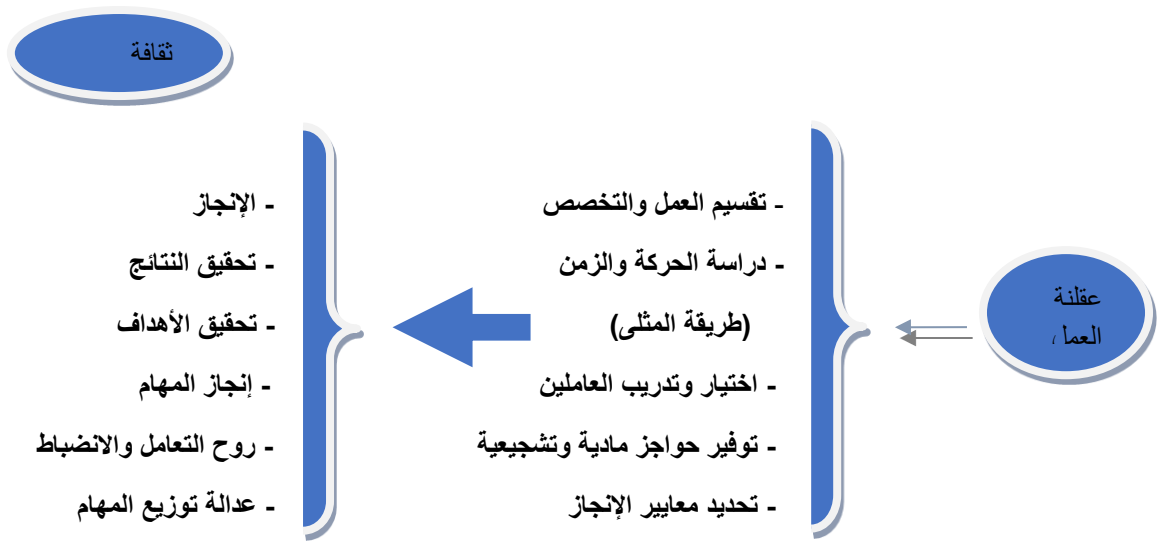 ثقافة
عقلنة
العمل
- تقسيم العمل والتخصص
- دراسة الحركة والزمن
(طريقة المثلى)
- اختيار وتدريب العاملين
- توفير حواجز مادية وتشجيعية
- تحديد معايير الإنجاز
- الإنجاز
- تحقيق النتائج
- تحقيق الأهداف
- إنجاز المهام
- روح التعامل والانضباط
- عدالة توزيع المهام